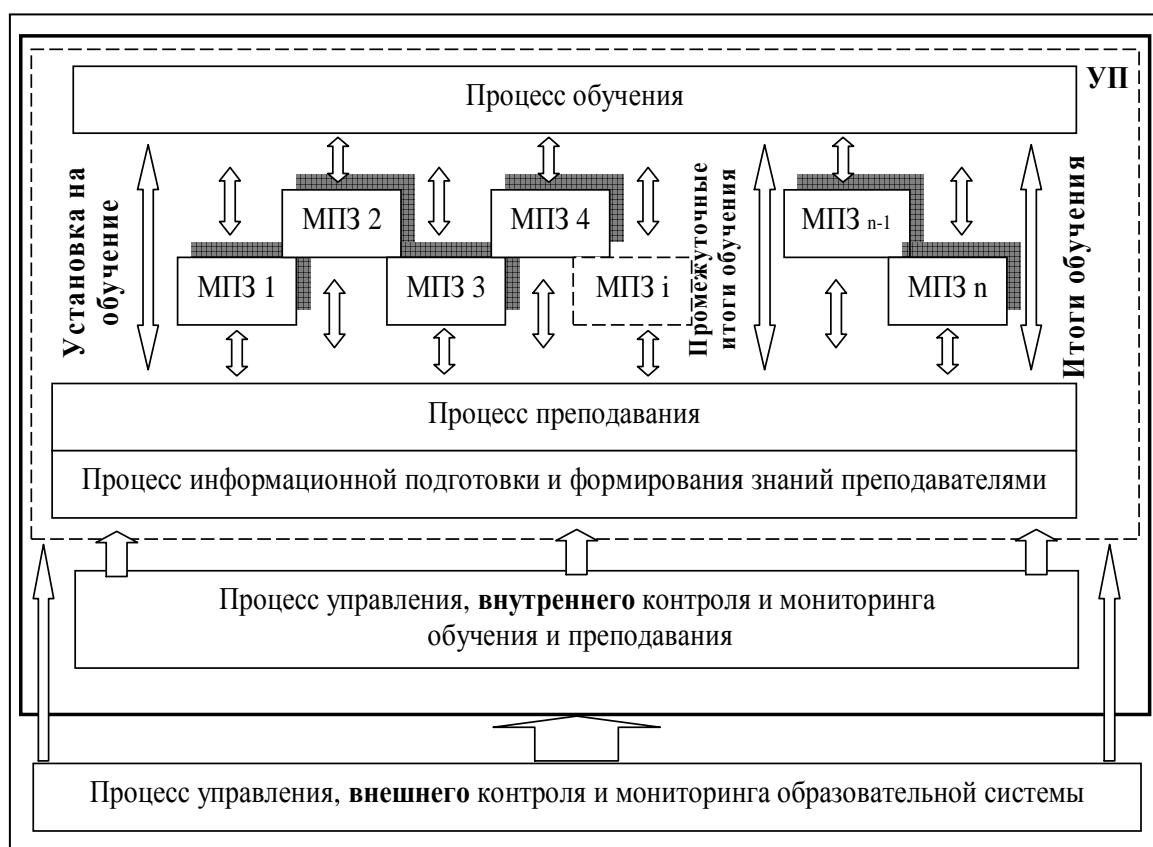 УП
Процесс обучения
Установка на
обучение
МПЗ 1
МПЗ 2
МПЗ 3
МПЗ 4
МПЗ i
Промежуточные
итоги обучения
МПЗ n-1
МПЗ n
Итоги обучения
Процесс преподавания
Процесс информационной подготовки и формирования знаний преподавателями
Процесс управления, внутреннего контроля и мониторинга
обучения и преподавания
Процесс управления, внешнего контроля и мониторинга образовательной системы